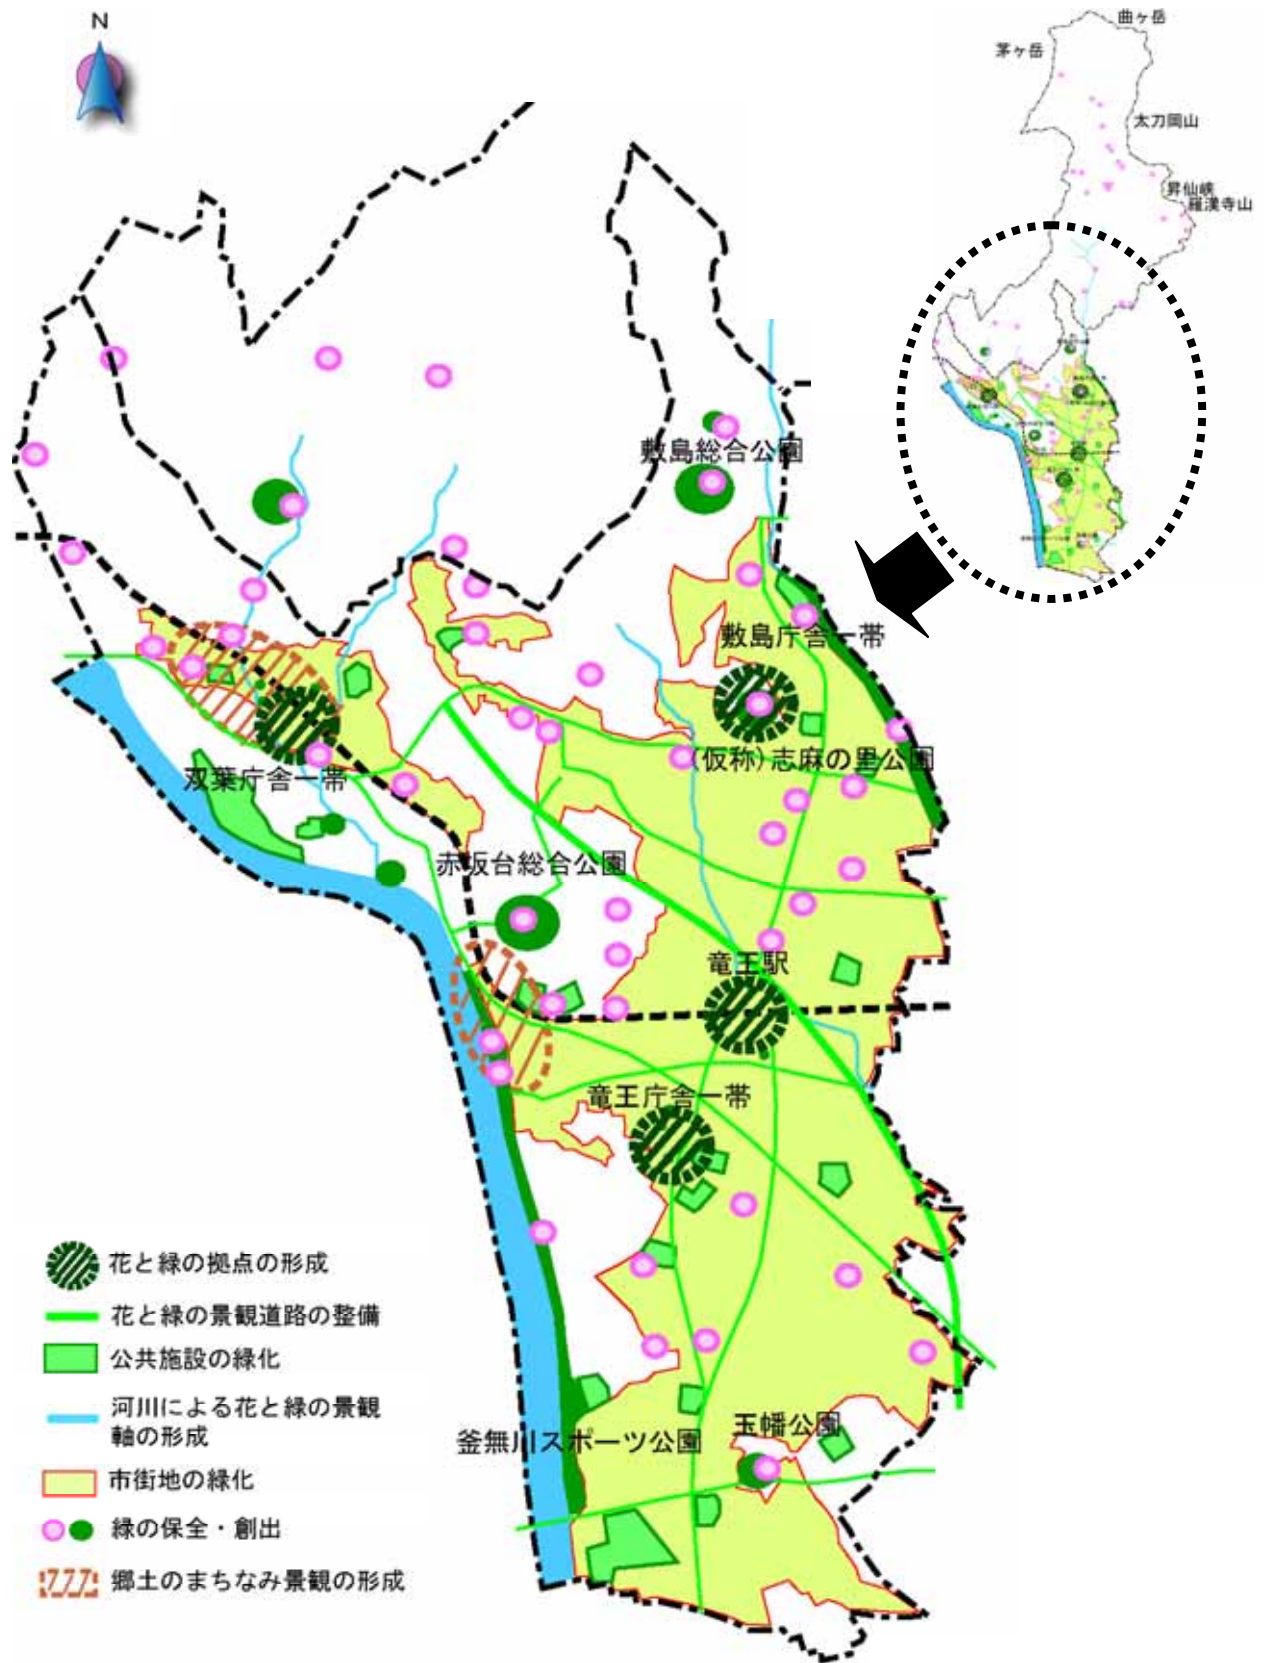 N
曲ヶ岳
茅ヶ岳
太刀岡山
昇仙峡
羅漢寺山
敷島総合公園
敷島庁舎一帯
(仮称)志麻の里公園
双葉庁舎一帯
赤坂台総合公園
竜王駅
竜王庁舎一帯
釜無川スポーツ公園
玉幡公園
花と緑の拠点の形成
花と緑の景観道路の整備
公共施設の緑化
河川による花と緑の景観
軸の形成
市街地の緑化
緑の保全・創出
郷土のまちなみ景観の形成